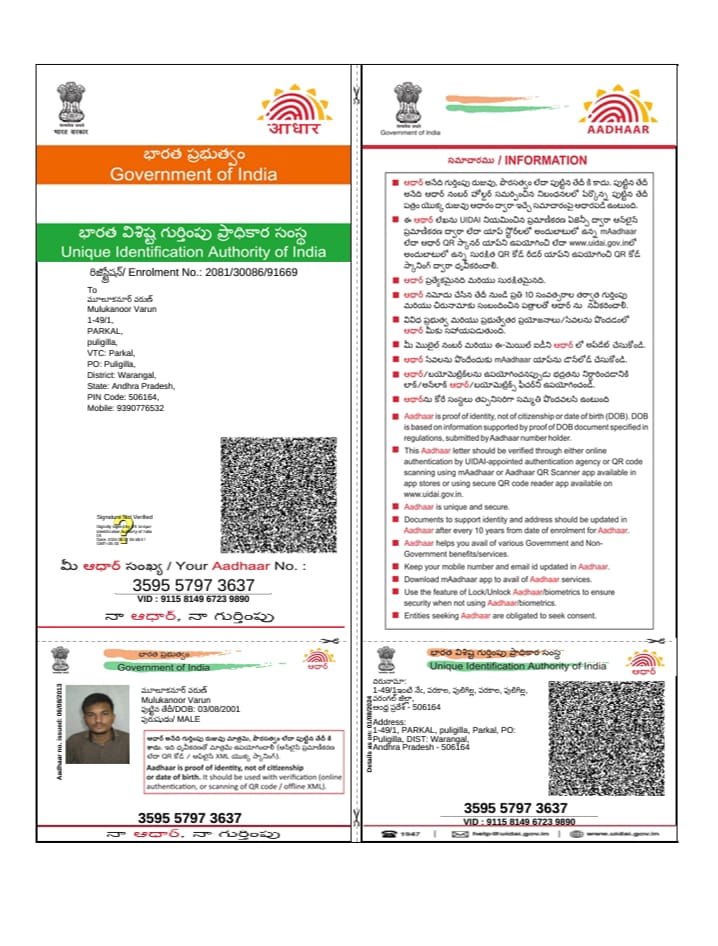 भारत सरकार
आधार
భారత ప్రభుత్వం
Government of India
భారత విశిష్ట గుర్తింపు ప్రాధికార సంస్థ
Unique Identification Authority of India
రిజిస్ట్రేషన్/ Enrolment No.: 2081/30086/91669
To
మూలూకనూర్ వరుణ్
Mulukanoor Varun
1-49/1,
PARKAL,
puligilla,
VTC: Parkal,
PO: Puligilla,
District: Warangal,
State: Andhra Pradesh,
PIN Code: 506164,
Mobile: 9390776532
Signature Not Verified
మీ ఆధార్ సంఖ్య / Your Aadhaar No. :
3595 5797 3637
VID : 9115 8149 6723 9890
నా ఆధార్, నా గుర్తింపు
భారత ప్రభుత్వం
Government of India
ఆధార్
Aadhaar no. issued: 06/08/2013
మూలూకనూర్ వరుణ్
Mulukanoor Varun
పుట్టిన తేదీ/DOB: 03/08/2001
పురుషుడు/ MALE
ఆధార్ అనేది గుర్తింపు రుజువు మాత్రమే, పౌరసత్వం లేదా పుట్టిన తేదీ కి
కాదు. ఇది ధృవీకరణతో మాత్రమే ఉపయోగించాలి (ఆన్‌లైన్ ప్రమాణీకరణ
లేదా QR కోడ్ / ఆఫ్‌లైన్ XML యొక్క స్కానింగ్).
Aadhaar is proof of identity, not of citizenship
or date of birth. It should be used with verification (online
authentication, or scanning of QR code / offline XML).
3595 5797 3637
నా ఆధార్, నా గుర్తింపు
Government of India
AADHAAR
సమాచారము / INFORMATION
ఆధార్ అనేది గుర్తింపు రుజువు, పౌరసత్వం లేదా పుట్టిన తేదీ కి కాదు. పుట్టిన తేదీ
అనేది ఆధార్ నంబర్ హోల్డర్ సమర్పించిన నిబంధనలలో పేర్కొన్న పుట్టిన తేదీ
పత్రం యొక్క రుజువు ఆధారం ద్వారా ఇచ్చే సమాచారంపై ఆధారపడి ఉంటుంది.
ఈ ఆధార్ లేఖను UIDAI నియమించిన ప్రమాణీకరణ ఏజెన్సీ ద్వారా ఆన్‌లైన్
ప్రమాణీకరణ ద్వారా లేదా యాప్ స్టోర్‌లలో అందుబాటులో ఉన్న mAadhaar
లేదా ఆధార్ QR స్కానర్ యాప్‌ని ఉపయోగించి లేదా www.uidai.gov.inలో
అందుబాటులో ఉన్న సురక్షిత QR కోడ్ రీడర్ యాప్‌ని ఉపయోగించి QR కోడ్
స్కానింగ్ ద్వారా ధృవీకరించాలి.
ఆధార్ ప్రత్యేకమైనది మరియు సురక్షితమైనది.
ఆధార్ నమోదు చేసిన తేదీ నుండి ప్రతి 10 సంవత్సరాల తర్వాత గుర్తింపు
మరియు చిరునామాకు సంబంధించిన పత్రాలతో ఆధార్ ను నవీకరించాలి.
వివిధ ప్రభుత్వ మరియు ప్రభుత్వేతర ప్రయోజనాలు/సేవలను పొందడంలో
ఆధార్ మీకు సహాయపడుతుంది.
మీ మొబైల్ నంబర్ మరియు ఈ-మెయిల్ ఐడీని ఆధార్ లో అప్‌డేట్ చేసుకోండి.
ఆధార్ సేవలను పొందేందుకు mAadhaar యాప్‌ను డౌన్‌లోడ్ చేసుకోండి.
ఆధార్/బయోమెట్రిక్‌లను ఉపయోగించనప్పుడు భద్రతను నిర్ధారించడానికి
లాక్/అన్‌లాక్ ఆధార్/బయోమెట్రిక్స్ ఫీచర్‌ని ఉపయోగించండి.
ఆధార్‌ను కోరే సంస్థలు తప్పనిసరిగా సమ్మతి పొందవలసి ఉంటుంది
Aadhaar is proof of identity, not of citizenship or date of birth (DOB). DOB
is based on information supported by proof of DOB document specified in
regulations, submitted by Aadhaar number holder.
This Aadhaar letter should be verified through either online
authentication by UIDAI-appointed authentication agency or QR code
scanning using mAadhaar or Aadhaar QR Scanner app available in
app stores or using secure QR code reader app available on
www.uidai.gov.in.
Aadhaar is unique and secure.
Documents to support identity and address should be updated in
Aadhaar after every 10 years from date of enrolment for Aadhaar.
Aadhaar helps you avail of various Government and Non-
Government benefits/services.
Keep your mobile number and email id updated in Aadhaar.
Download mAadhaar app to avail of Aadhaar services.
Use the feature of Lock/Unlock Aadhaar/biometrics to ensure
security when not using Aadhaar/biometrics.
Entities seeking Aadhaar are obligated to seek consent.
భారత విశిష్ట గుర్తింపు ప్రాధికార సంస్థ
Unique Identification Authority of India
ఆధార్
చిరునామా:
1-49/1ఇంటి నే, పరకాల, పులిగిల్ల, పరకాల, పులిగిల్ల,
వరంగల్ జిల్లా,
ఆంధ్ర ప్రదేశ్ - 506164
Address:
1-49/1, PARKAL, puligilla, Parkal, PO:
Puligilla, DIST: Warangal,
Andhra Pradesh - 506164
3595 5797 3637
VID : 9115 8149 6723 9890
1947 | help@uidai.gov.in | www.uidai.gov.in